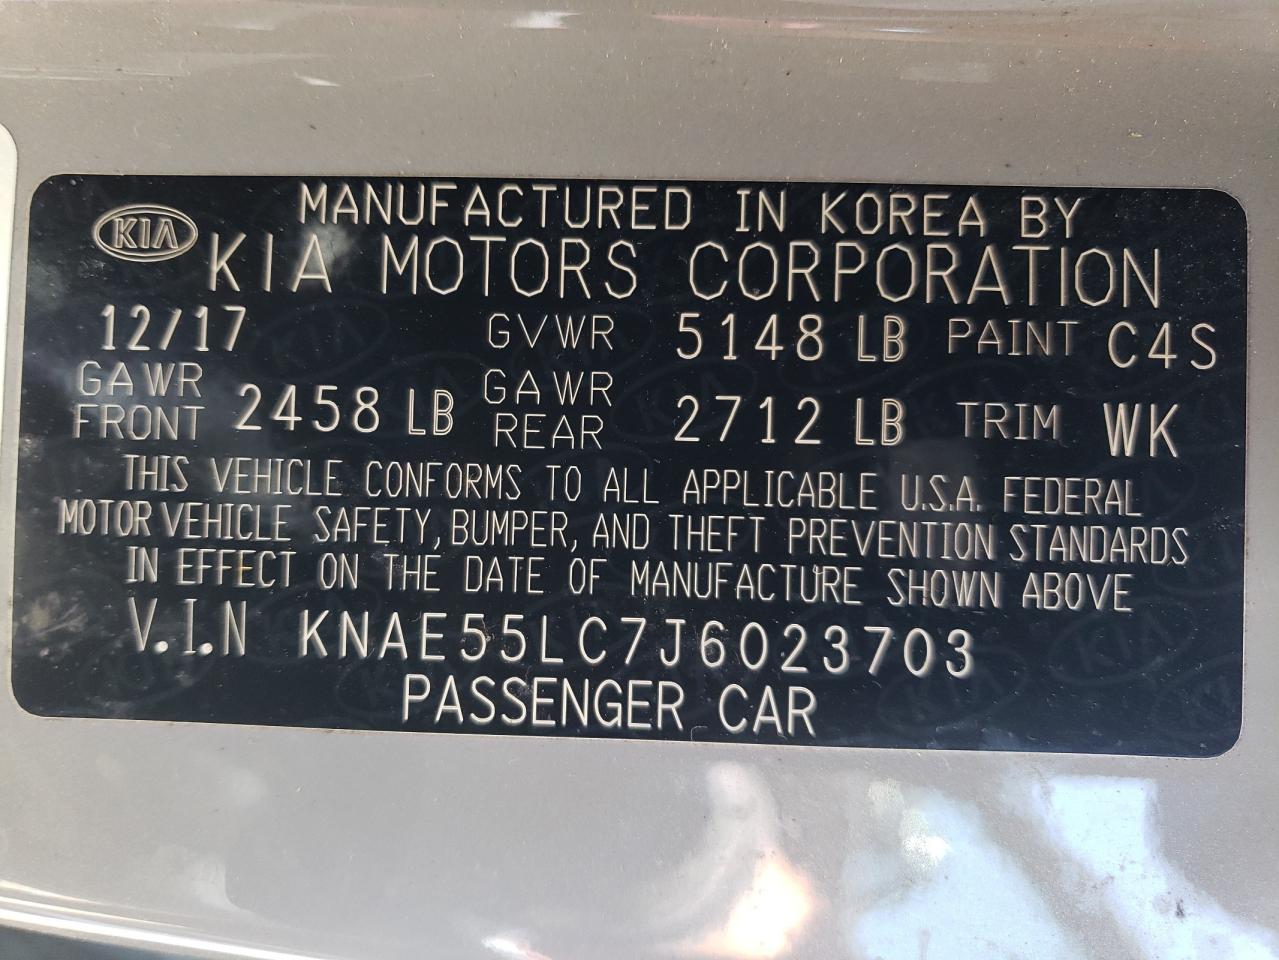 MANUFACTURED IN KOREA BY
KIA KIA MOTORS CORPORATION
12/17 GVWR 5148 LB PAINT C4S
GAWR FRONT 2458 LB GAWR REAR 2712 LB TRIM WK
THIS VEHICLE CONFORMS TO ALL APPLICABLE U.S.A. FEDERAL
MOTOR VEHICLE SAFETY, BUMPER, AND THEFT PREVENTION STANDARDS
IN EFFECT ON THE DATE OF MANUFACTURE SHOWN ABOVE
V.I.N KNAE55LC7J6023703
PASSENGER CAR